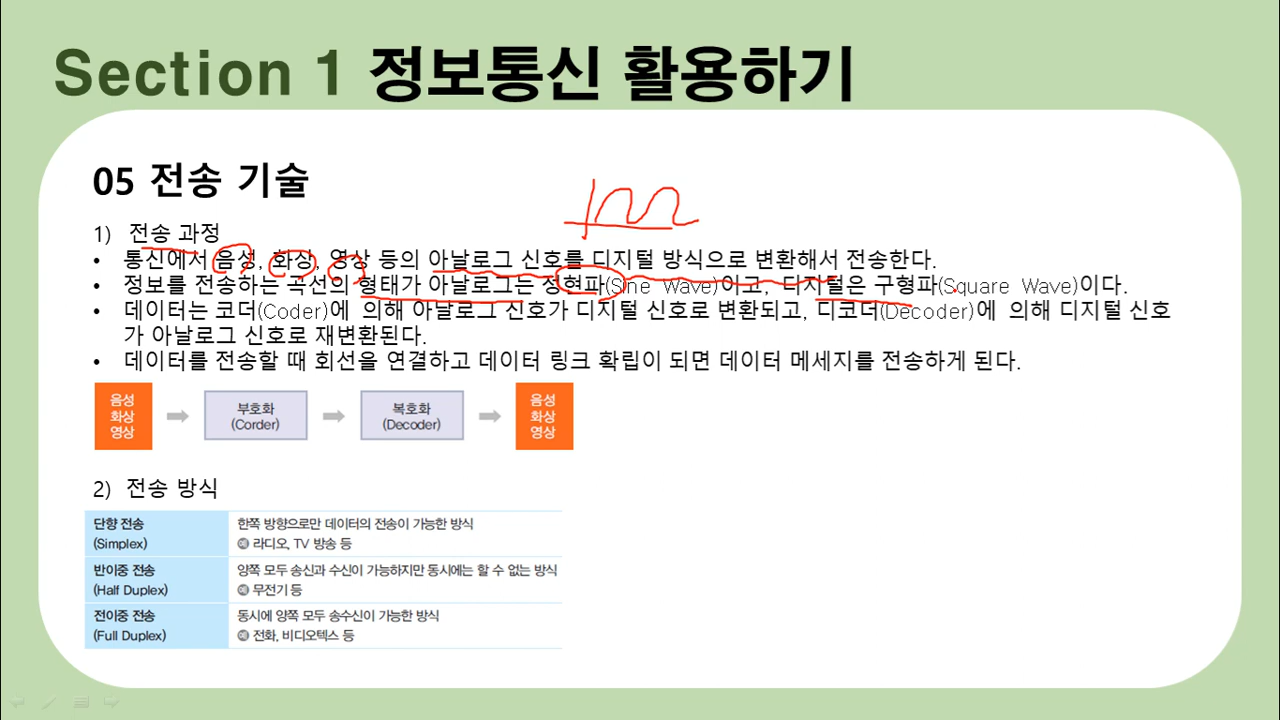 Section 1 정보통신 활용하기
05 전송 기술
1) 전송 과정
• 통신에서 음성, 화상, 영상 등의 아날로그 신호를 디지털 방식으로 변환해서 전송한다.
• 정보를 전송하는 곡선의 형태가 아날로그는 정현파(Sine Wave)이고, 디지털은 구형파(Square Wave)이다.
• 데이터는 코더(Coder)에 의해 아날로그 신호가 디지털 신호로 변환되고, 디코더(Decoder)에 의해 디지털 신호
가 아날로그 신호로 재변환된다.
• 데이터를 전송할 때 회선을 연결하고 데이터 링크 확립이 되면 데이터 메세지를 전송하게 된다.
음성
화상
영상
부호화
(Corder)
복호화
(Decoder)
음성
화상
영상
2) 전송 방식
단향 전송
(Simplex)
한쪽 방향으로만 데이터의 전송이 가능한 방식
예 라디오, TV 방송 등
반이중 전송
(Half Duplex)
양쪽 모두 송신과 수신이 가능하지만 동시에는 할 수 없는 방식
예 무전기 등
전이중 전송
(Full Duplex)
동시에 양쪽 모두 송수신이 가능한 방식
예 전화, 비디오텍스 등